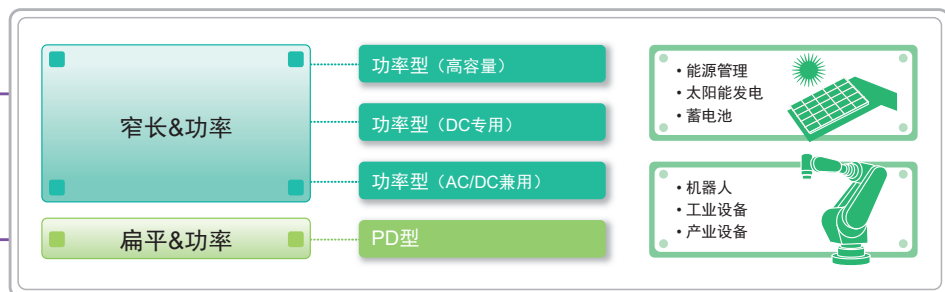 窄长&功率
功率型（高容量）
功率型（DC专用）
功率型（AC/DC兼用）
扁平&功率
PD型
• 能源管理
• 太阳能发电
• 蓄电池
• 机器人
• 工业设备
• 产业设备